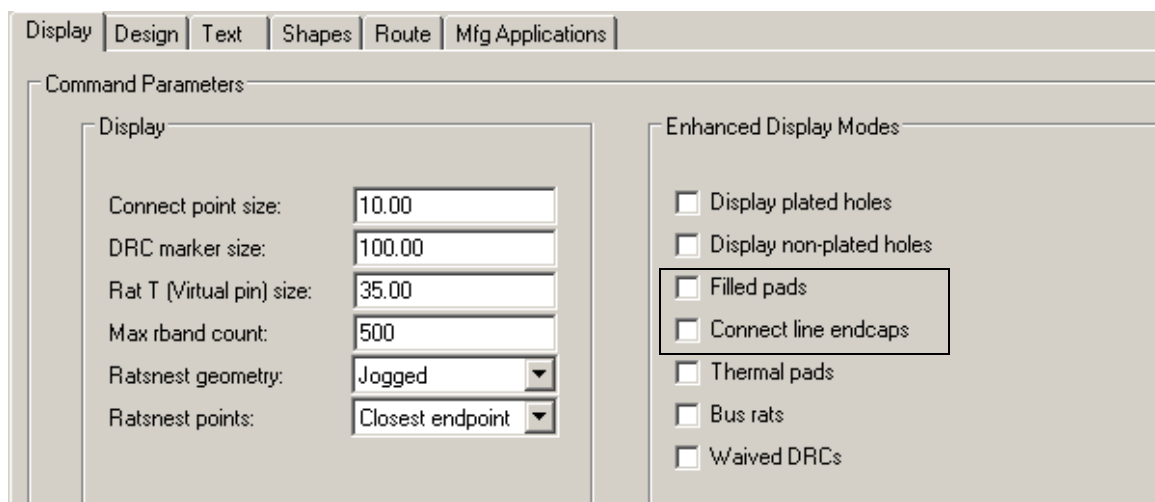 Display Design Text Shapes Route Mfg Applications
Command Parameters
Display
Connect point size: 10.00
DRC marker size: 100.00
Rat T (Virtual pin) size: 35.00
Max rband count: 500
Ratsnest geometry: Jogged
Ratsnest points: Closest endpoint
Enhanced Display Modes
Display plated holes
Display non-plated holes
Filled pads
Connect line endcaps
Thermal pads
Bus rats
Waived DRCs